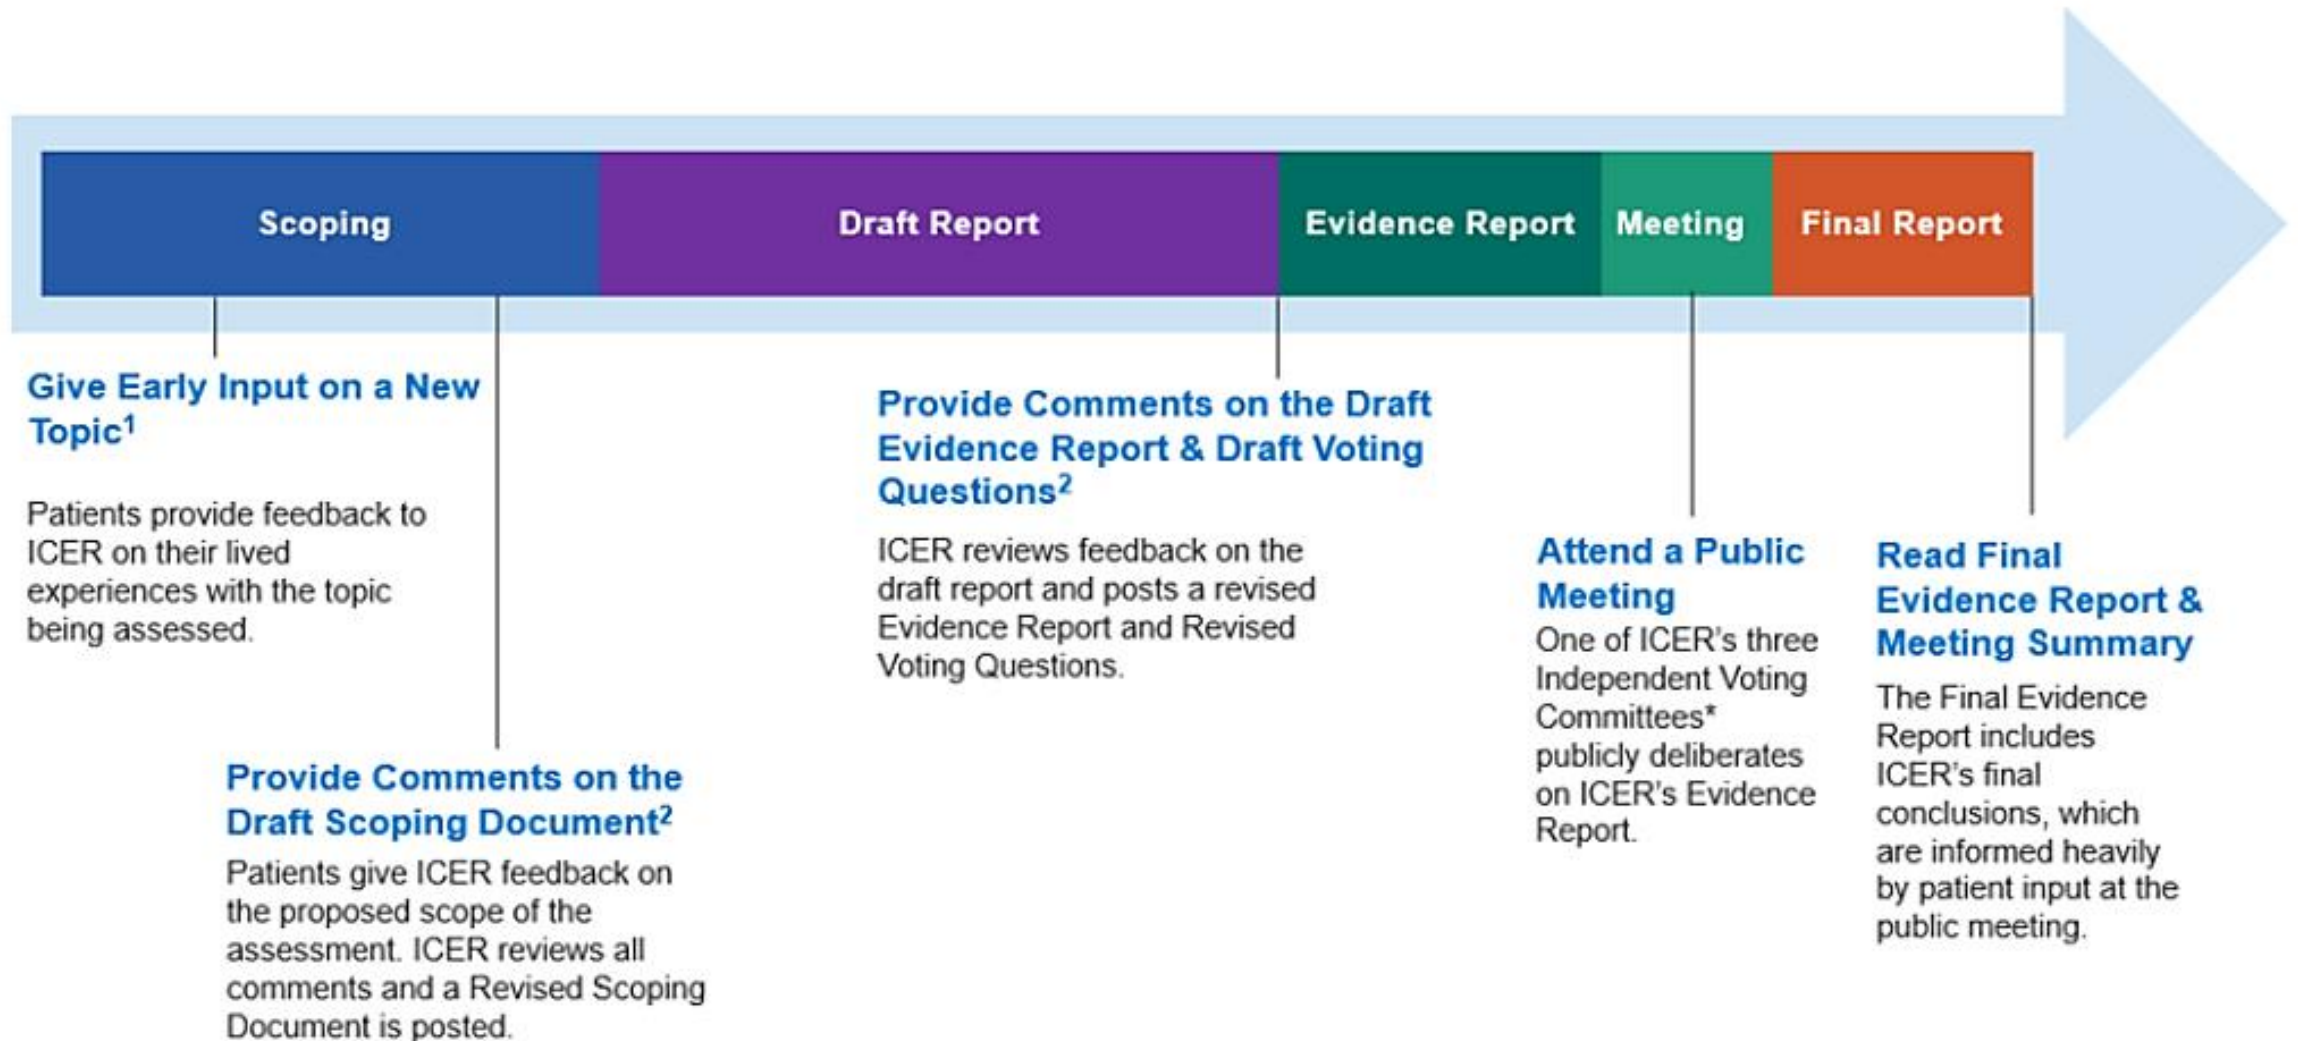 Scoping
Draft Report
Evidence Report
Meeting
Final Report
Give Early Input on a New
Topic¹
Patients provide feedback to
ICER on their lived
experiences with the topic
being assessed.
Provide Comments on the
Draft Scoping Document²
Patients give ICER feedback on
the proposed scope of the
assessment. ICER reviews all
comments and a Revised Scoping
Document is posted.
Provide Comments on the Draft
Evidence Report & Draft Voting
Questions²
ICER reviews feedback on the
draft report and posts a revised
Evidence Report and Revised
Voting Questions.
Attend a Public
Meeting
One of ICER's three
Independent Voting
Committees*
publicly deliberates
on ICER's Evidence
Report.
Read Final
Evidence Report &
Meeting Summary
The Final Evidence
Report includes
ICER's final
conclusions, which
are informed heavily
by patient input at the
public meeting.